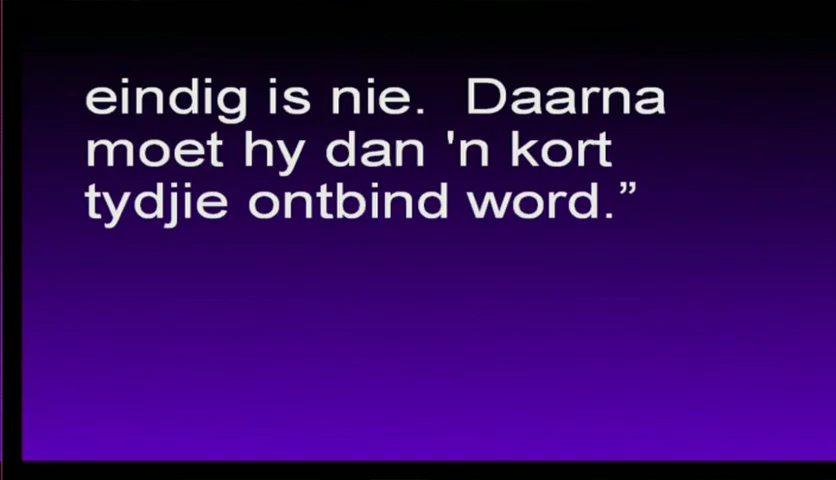 eindig is nie.  Daarna
moet hy dan 'n kort
tydjie ontbind word.”